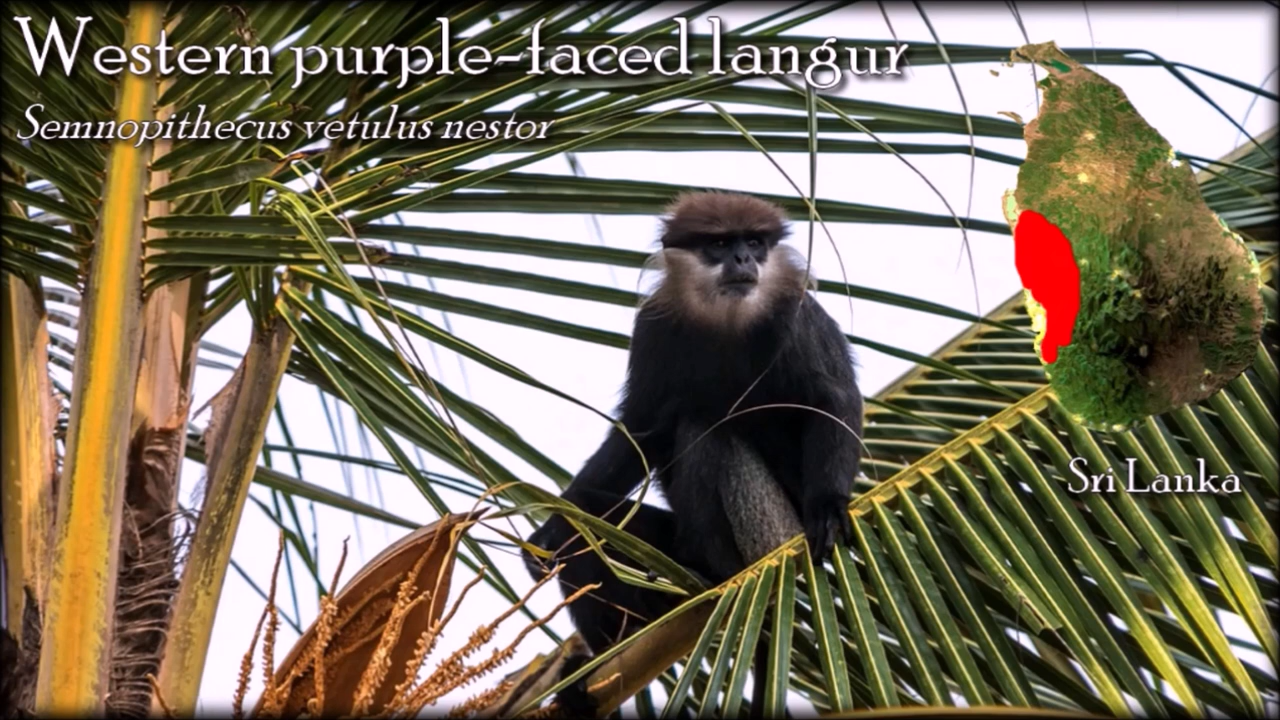 Western purple-faced langur
Semnopithecus vetulus nestor
Sri Lanka